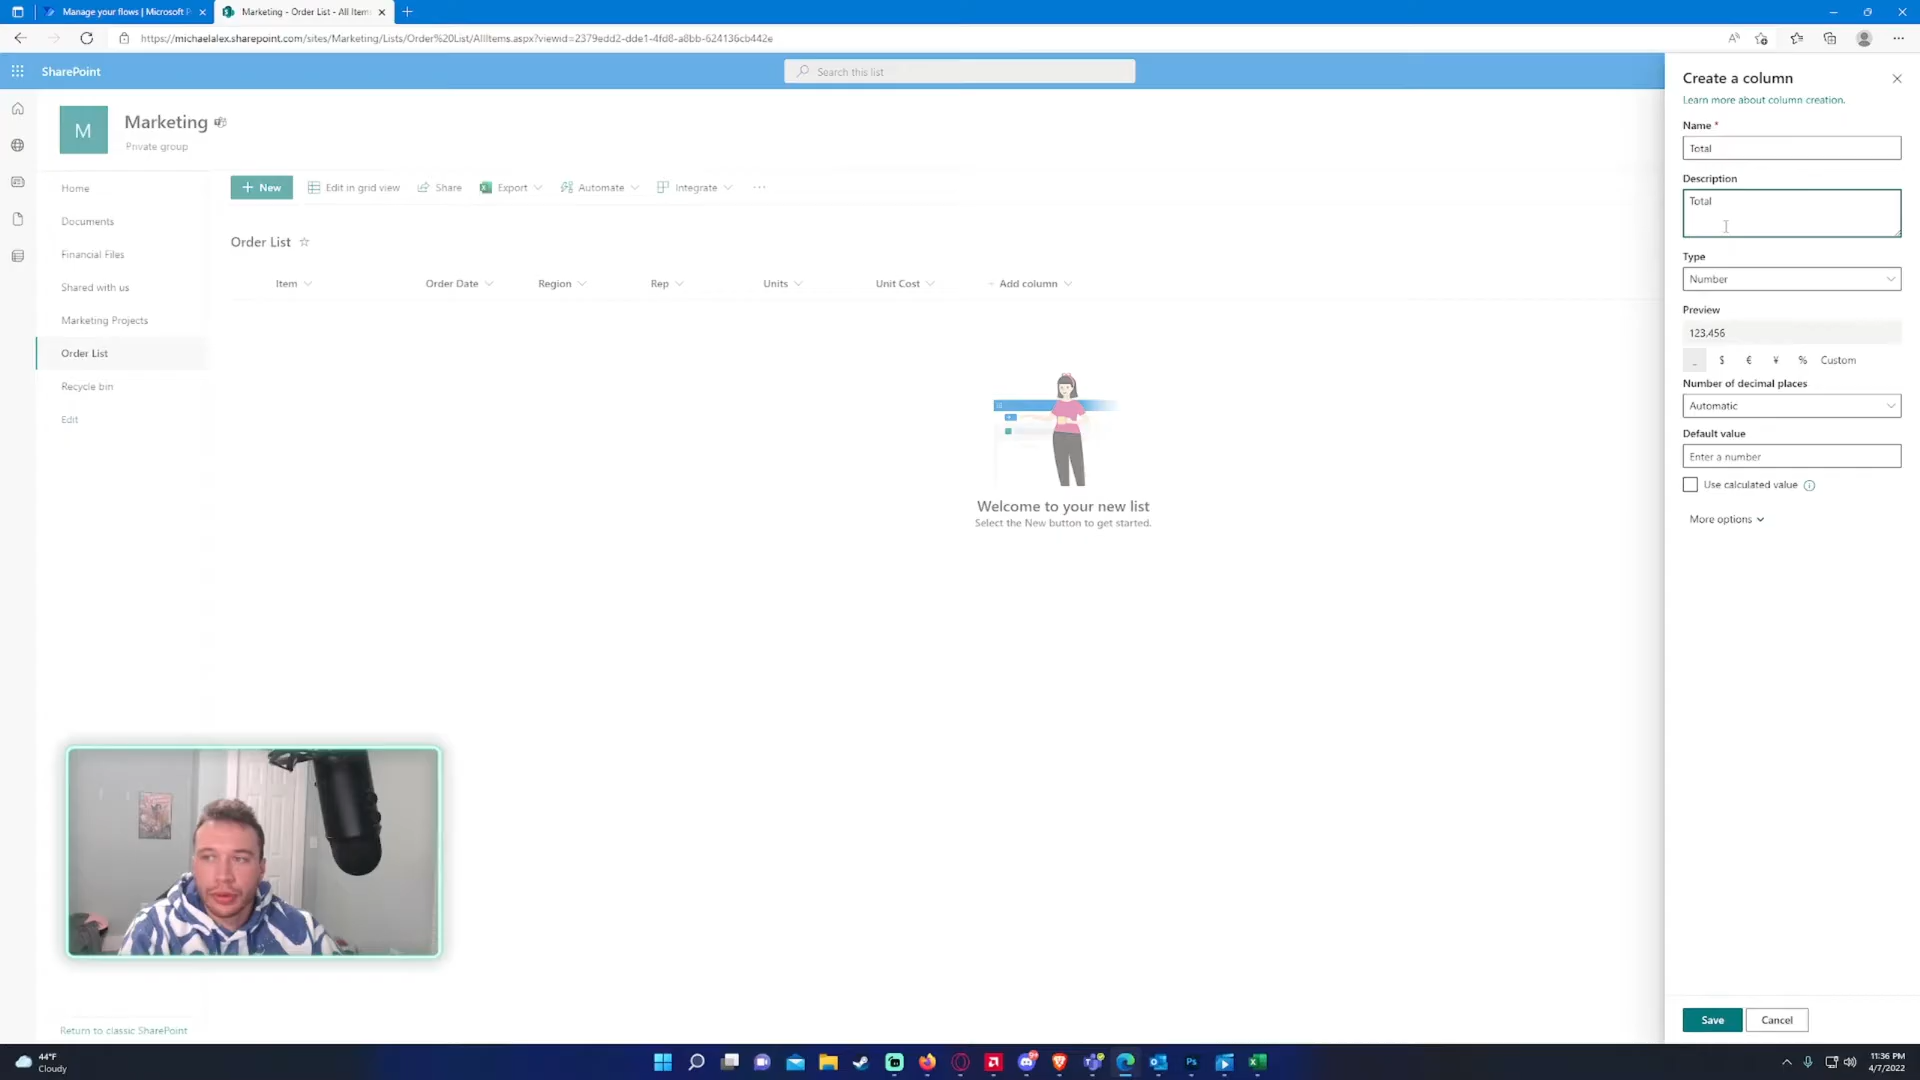 Manage your flows | Microsoft P
Marketing - Order List - All Item
https://michaelalex.sharepoint.com/sites/Marketing/Lists/Order%20List/AllItems.aspx?viewid=2379edd2-dde1-4fd8-a8bb-624136cb442e
SharePoint
Search this list
M
Marketing
Private group
Home
Documents
Financial Files
Shared with us
Marketing Projects
Order List
Recycle bin
Edit
Return to classic SharePoint
+ New
Edit in grid view
Share
Export
Automate
Integrate
Order List
Item
Order Date
Region
Rep
Units
Unit Cost
Add column
Welcome to your new list
Select the New button to get started.
Create a column
Learn more about column creation.
Name *
Total
Description
Total
Type
Number
Preview
123,456
_ $ € ¥ % Custom
Number of decimal places
Automatic
Default value
Enter a number
Use calculated value
More options
Save
Cancel
44°F
Cloudy
11:36 PM
4/7/2022